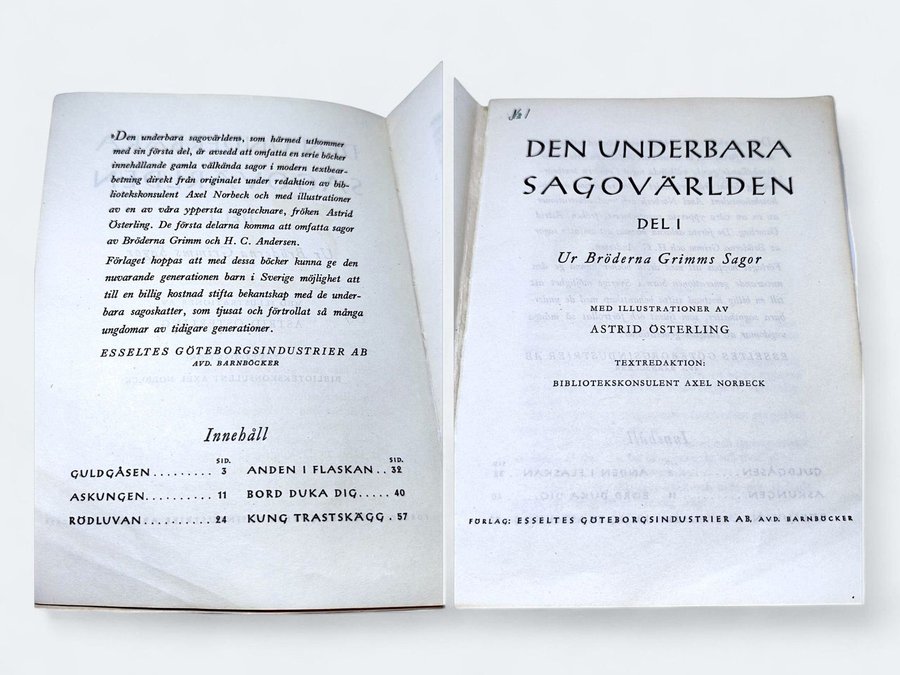 »Den underbara sagovärlden», som härmed utkommer
med sin första del, är avsedd att omfatta en serie böcker
innehållande gamla välkända sagor i modern textbear-
betning direkt från originalet under redaktion av bib-
liotekskonsulent Axel Norbeck och med illustrationer
av en av våra yppersta sagotecknare, fröken Astrid
Österling. De första delarna komma att omfatta sagor
av Bröderna Grimm och H. C. Andersen.
Förlaget hoppas att med dessa böcker kunna ge den
nuvarande generationen barn i Sverige möjlighet att
till en billig kostnad stifta bekantskap med de under-
bara sagoskatter, som tjusat och förtrollat så många
ungdomar av tidigare generationer.
ESSELTES GÖTEBORGSINDUSTRIER AB
AVD. BARNBÖCKER
Innehåll
SID. SID.
GULDGÅSEN......... 3 ANDEN I FLASKAN.. 32
ASKUNGEN.......... 11 BORD DUKA DIG..... 40
RÖDLUVAN.......... 24 KUNG TRASTSKÄGG. 57
№ 1
DEN UNDERBARA
SAGOVÄRLDEN
DEL I
Ur Bröderna Grimms Sagor
MED ILLUSTRATIONER AV
ASTRID ÖSTERLING
TEXTREDAKTION:
BIBLIOTEKSKONSULENT AXEL NORBECK
FÖRLAG: ESSELTES GÖTEBORGSINDUSTRIER AB, AVD. BARNBÖCKER